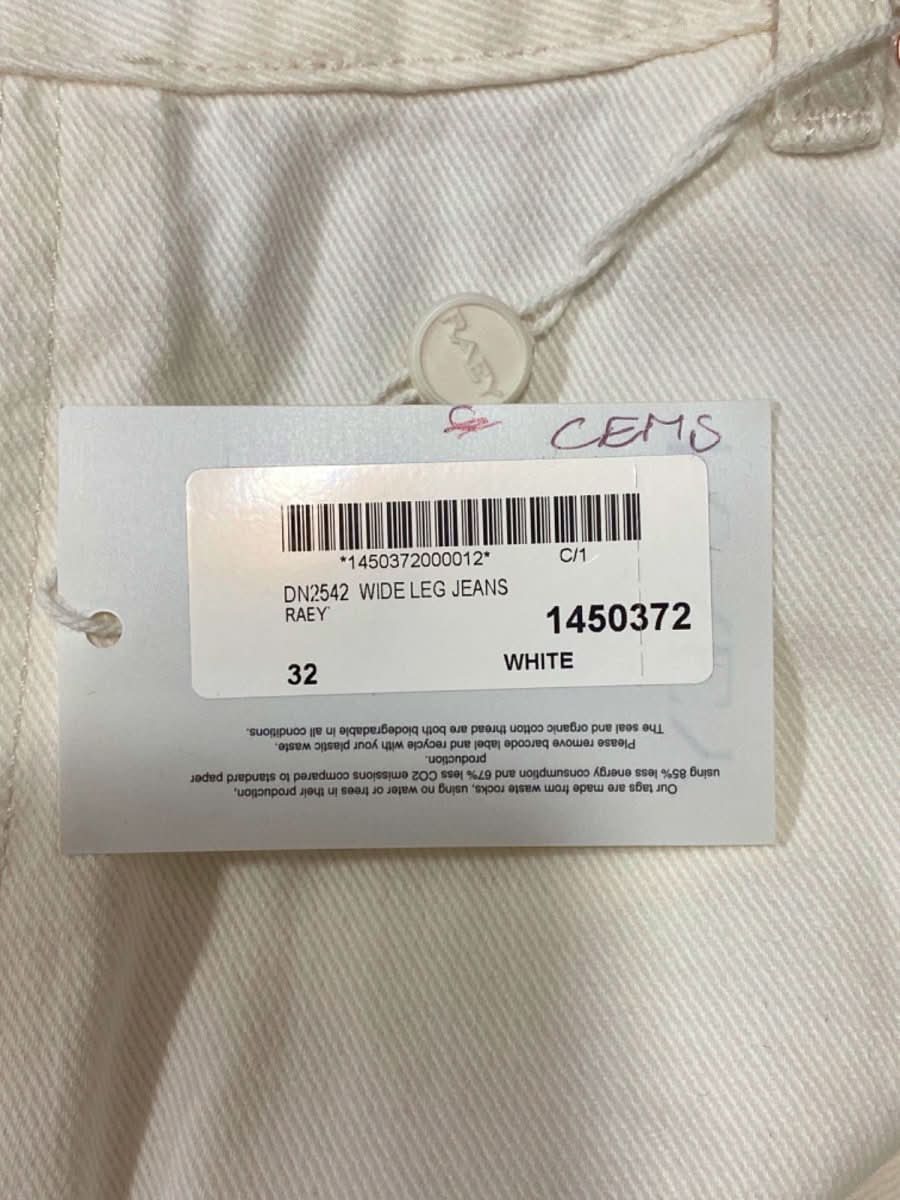 RAEY
CEMS
*1450372000012* C/1
DN2542 WIDE LEG JEANS
RAEY
1450372
32 WHITE
Our tags are made from waste rocks, using no water or trees in their production,
using 85% less energy consumption and 67% less CO2 emissions compared to standard paper
production.
Please remove barcode label and recycle with your plastic waste.
The seal and organic cotton thread are both biodegradable in all conditions.